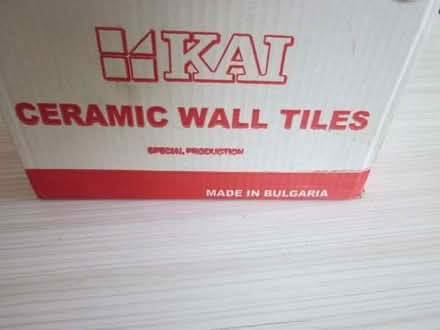 KAI
CERAMIC WALL TILES
SPECIAL PRODUCTION
MADE IN BULGARIA